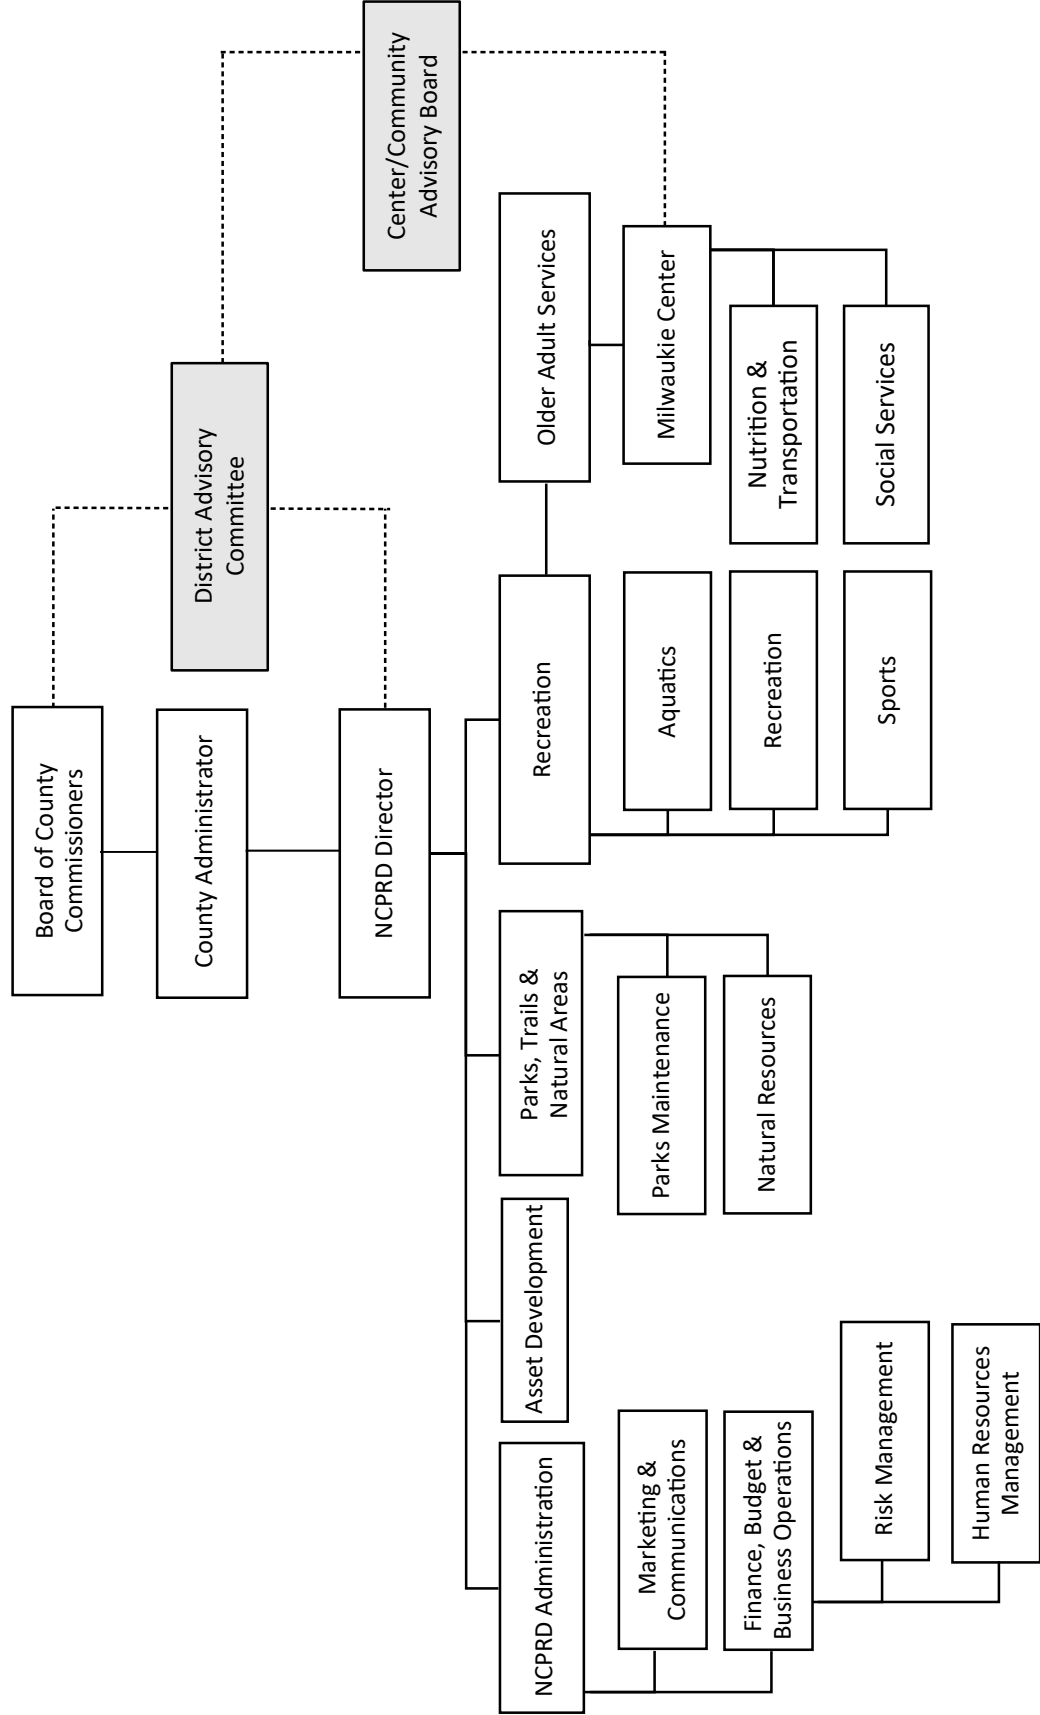 Board of County
Commissioners
County Administrator
District Advisory
Committee
NCPRD Director
Center/Community
Advisory Board
NCPRD Administration
Asset Development
Parks, Trails &
Natural Areas
Recreation
Older Adult Services
Marketing &
Communications
Finance, Budget &
Business Operations
Risk Management
Human Resources
Management
Parks Maintenance
Natural Resources
Aquatics
Recreation
Sports
Milwaukie Center
Nutrition &
Transportation
Social Services